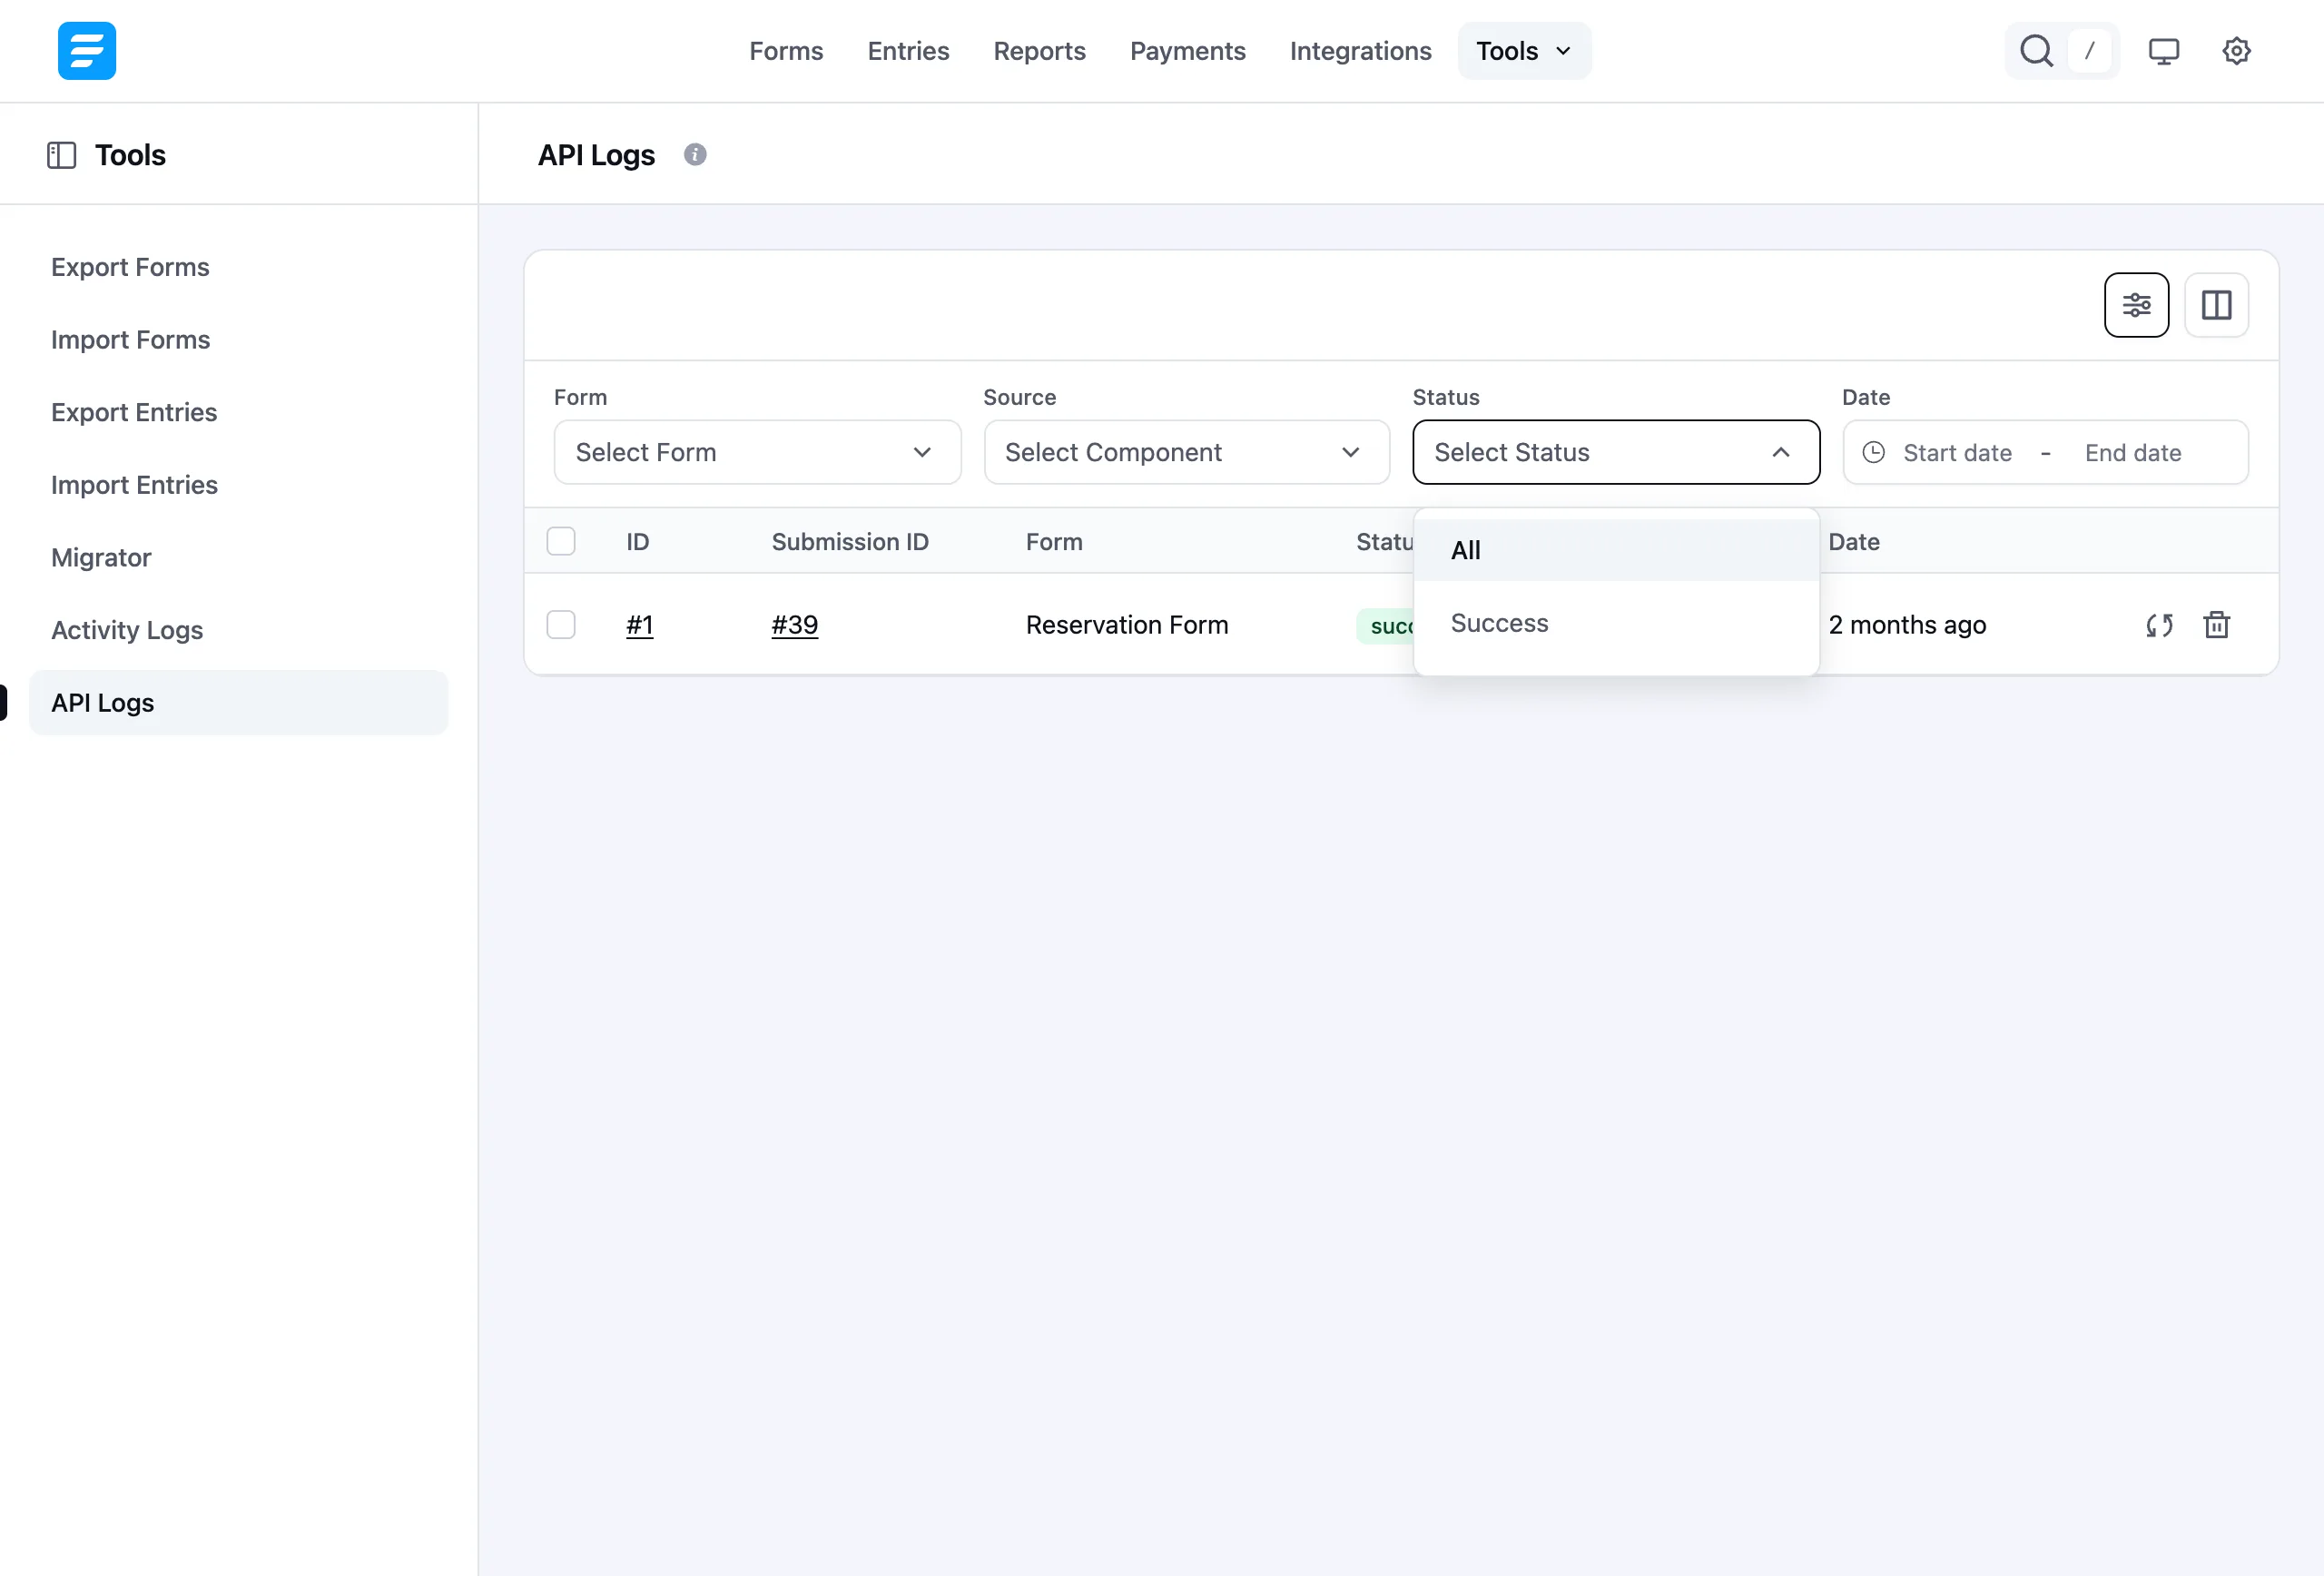 Forms Entries Reports Payments Integrations Tools /
Tools
API Logs
Export Forms
Import Forms
Export Entries
Import Entries
Migrator
Activity Logs
API Logs
Form Source Status Date
Select Form Select Component Select Status Start date - End date
ID Submission ID Form Statu Date
All
#1 #39 Reservation Form succ 2 months ago
Success